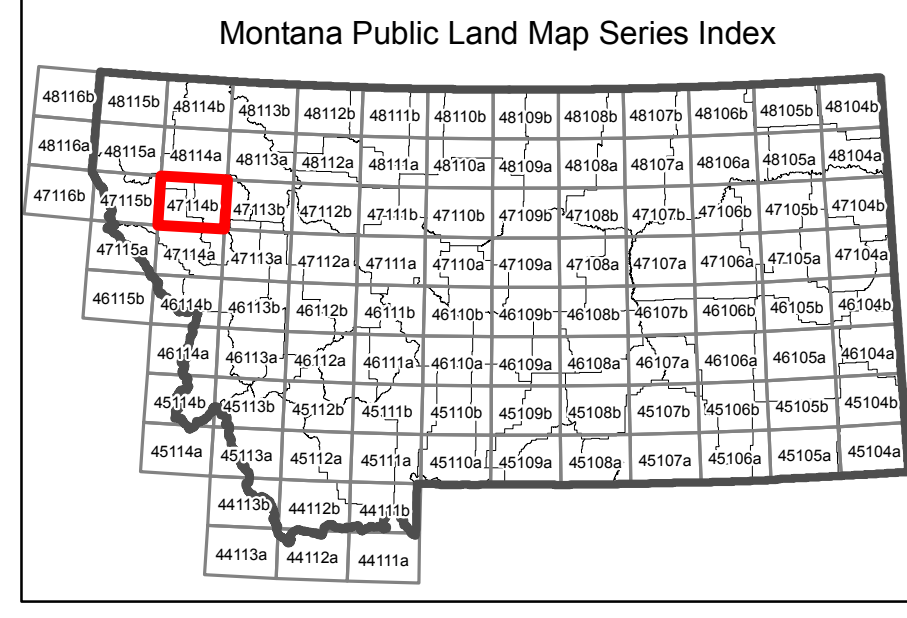 Montana Public Land Map Series Index
48116b 48115b 48114b 48113b 48112b 48111b 48110b 48109b 48108b 48107b 48106b 48105b 48104b
48116a 48115a 48114a 48113a 48112a 48111a 48110a 48109a 48108a 48107a 48106a 48105a 48104a
47116b 47115b 47114b 47113b 47112b 47111b 47110b 47109b 47108b 47107b 47106b 47105b 47104b
47115a 47114a 47113a 47112a 47111a 47110a 47109a 47108a 47107a 47106a 47105a 47104a
46115b 46114b 46113b 46112b 46111b 46110b 46109b 46108b 46107b 46106b 46105b 46104b
46114a 46113a 46112a 46111a 46110a 46109a 46108a 46107a 46106a 46105a 46104a
45114b 45113b 45112b 45111b 45110b 45109b 45108b 45107b 45106b 45105b 45104b
45114a 45113a 45112a 45111a 45110a 45109a 45108a 45107a 45106a 45105a 45104a
44113b 44112b 44111b
44113a 44112a 44111a